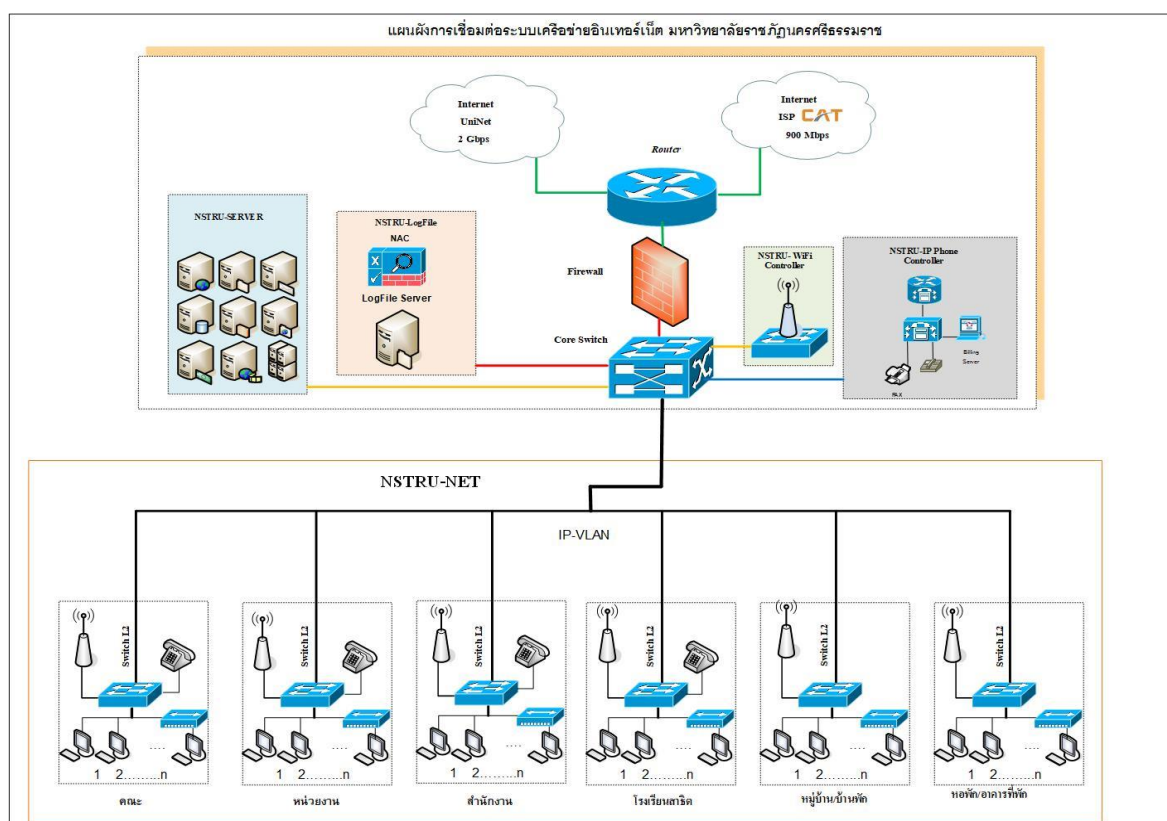 แผนผังการเชื่อมต่อระบบเครือข่ายอินเทอร์เน็ต มหาวิทยาลัยราชภัฏนครศรีธรรมราช
Internet
UniNet
2 Gbps
Internet
ISP CAT
900 Mbps
Router
NSTRU-SERVER
NSTRU-LogFile
NAC
LogFile Server
Firewall
Core Switch
NSTRU- WiFi
Controller
NSTRU-IP Phone
Controller
Billing
Server
FAX
NSTRU-NET
IP-VLAN
Switch L2
1 2........n
คณะ
Switch L2
1 2........n
หน่วยงาน
Switch L2
1 2........n
สำนักงาน
Switch L2
1 2........n
โรงเรียนสาธิต
Switch L2
1 2........n
หมู่บ้าน/บ้านพัก
Switch L2
1 2........n
หอพัก/อาคารที่พัก